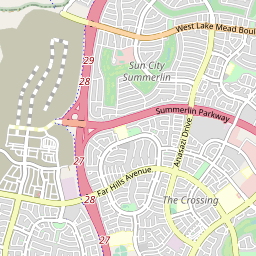 West Lake Mead Boul
29
Sun City
Summerlin
28
Summerlin Parkway
Anasazi Drive
27
27
Far Hills Avenue
28
The Crossing
27